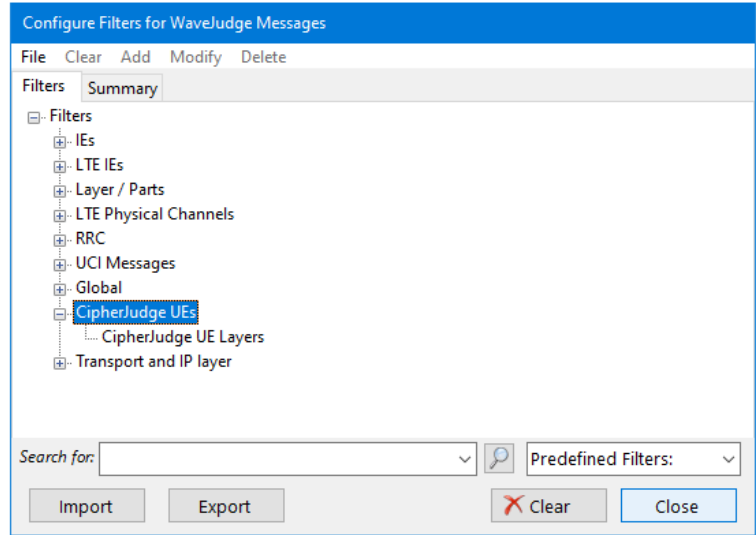 Configure Filters for WaveJudge Messages
File Clear Add Modify Delete
Filters Summary
Filters
IEs
LTE IEs
Layer / Parts
LTE Physical Channels
RRC
UCI Messages
Global
CipherJudge UEs
CipherJudge UE Layers
Transport and IP layer
Search for: Predefined Filters:
Import Export Clear Close